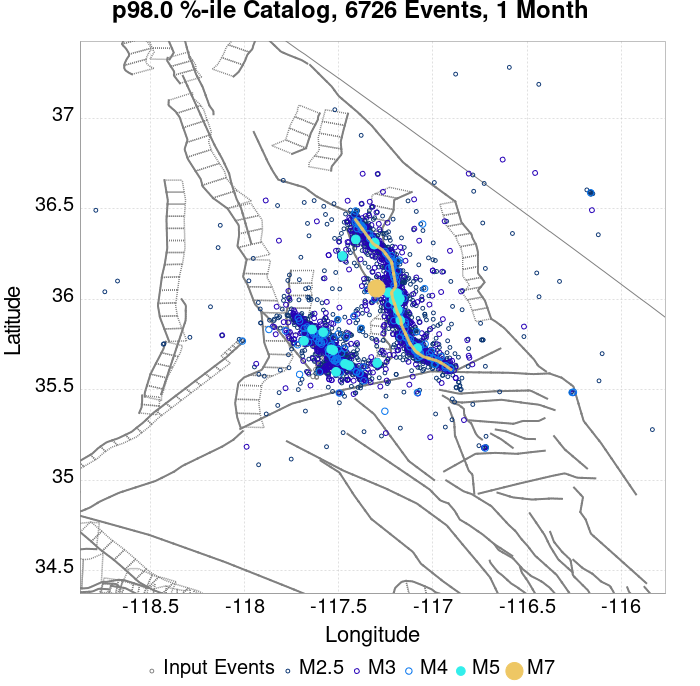 p98.0 %-ile Catalog, 6726 Events, 1 Month
37
36.5
36
35.5
35
34.5
Latitude
-118.5 -118 -117.5 -117 -116.5 -116
Longitude
Input Events M2.5 M3 M4 M5 M7